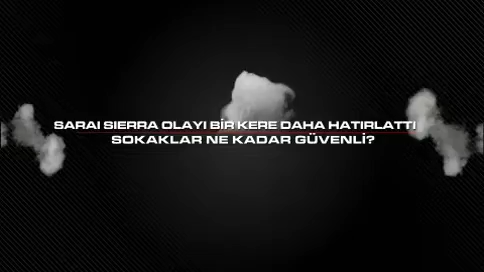 SARAI SIERRA OLAYI BİR KERE DAHA HATIRLATTI
SOKAKLAR NE KADAR GÜVENLİ?